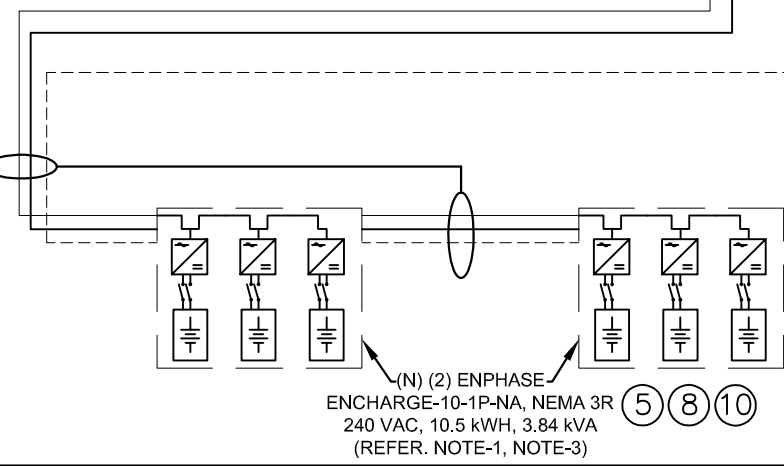 (N) (2) ENPHASE
ENCHARGE-10-1P-NA, NEMA 3R
240 VAC, 10.5 kWH, 3.84 kVA
(REFER. NOTE-1, NOTE-3)
5 8 10